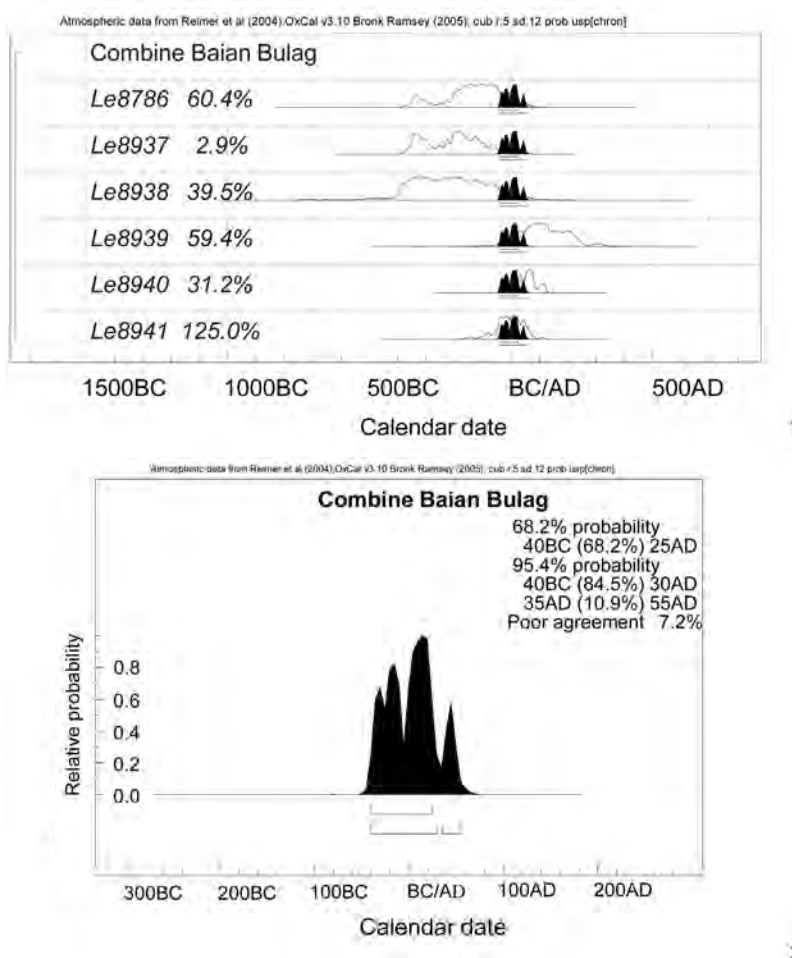 Atmospheric data from Reimer et al (2004);OxCal v3.10 Bronk Ramsey (2005); cub r:5 sd:12 prob usp[chron]
Combine Baian Bulag
Le8786 60.4%
Le8937 2.9%
Le8938 39.5%
Le8939 59.4%
Le8940 31.2%
Le8941 125.0%
1500BC 1000BC 500BC BC/AD 500AD
Calendar date
Atmospheric data from Reimer et al (2004);OxCal v3.10 Bronk Ramsey (2005); cub r:5 sd:12 prob usp[chron]
Combine Baian Bulag
68.2% probability
40BC (68.2%) 25AD
95.4% probability
40BC (84.5%) 30AD
35AD (10.9%) 55AD
Poor agreement 7.2%
Relative probability
0.8
0.6
0.4
0.2
0.0
300BC 200BC 100BC BC/AD 100AD 200AD
Calendar date